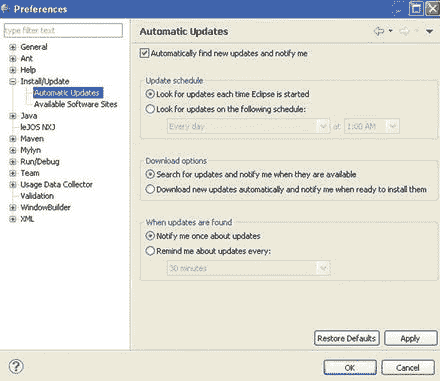 Preferences
type filter text
General
Ant
Help
Install/Update
Automatic Updates
Available Software Sites
Java
leJOS NXJ
Maven
Mylyn
Run/Debug
Team
Usage Data Collector
Validation
WindowBuilder
XML
Automatic Updates
Automatically find new updates and notify me
Update schedule
Look for updates each time Eclipse is started
Look for updates on the following schedule:
Every day at 1:00 AM
Download options
Search for updates and notify me when they are available
Download new updates automatically and notify me when ready to install them
When updates are found
Notify me once about updates
Remind me about updates every:
30 minutes
Restore Defaults Apply
? OK Cancel